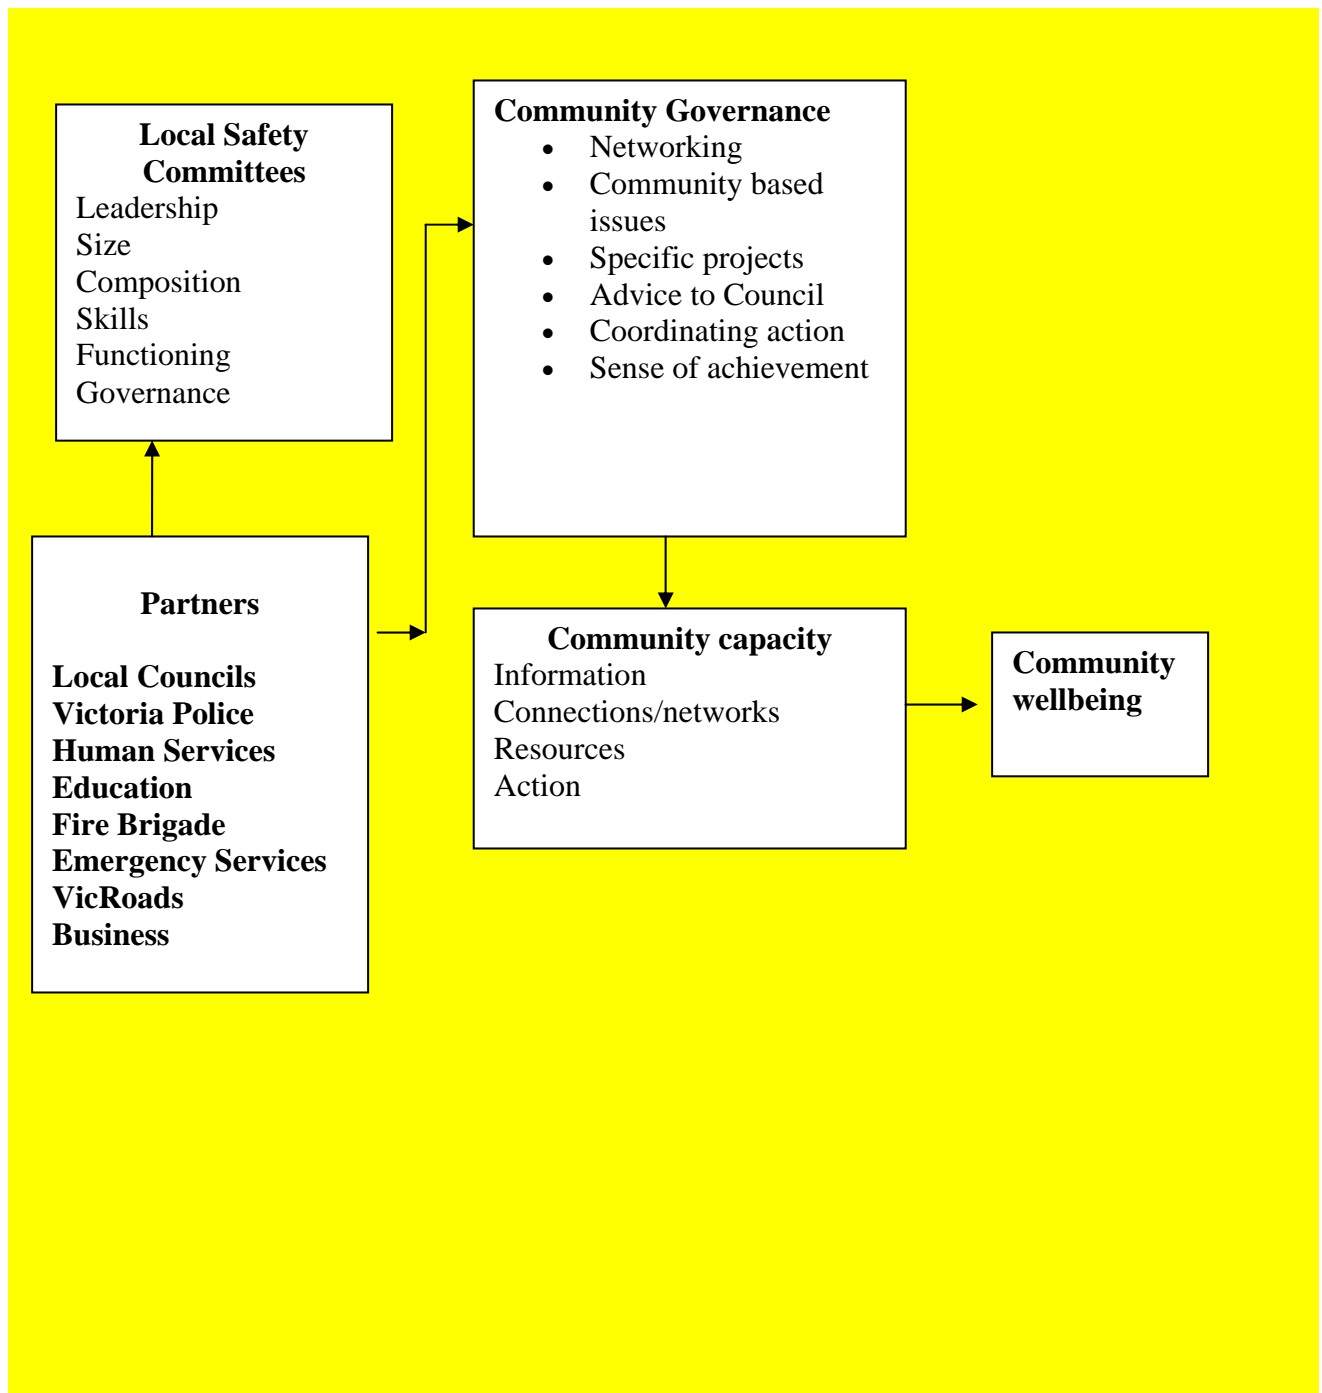 Local Safety
Committees
Leadership
Size
Composition
Skills
Functioning
Governance
Community Governance
• Networking
• Community based
issues
• Specific projects
• Advice to Council
• Coordinating action
• Sense of achievement
Partners
Local Councils
Victoria Police
Human Services
Education
Fire Brigade
Emergency Services
VicRoads
Business
Community capacity
Information
Connections/networks
Resources
Action
Community
wellbeing